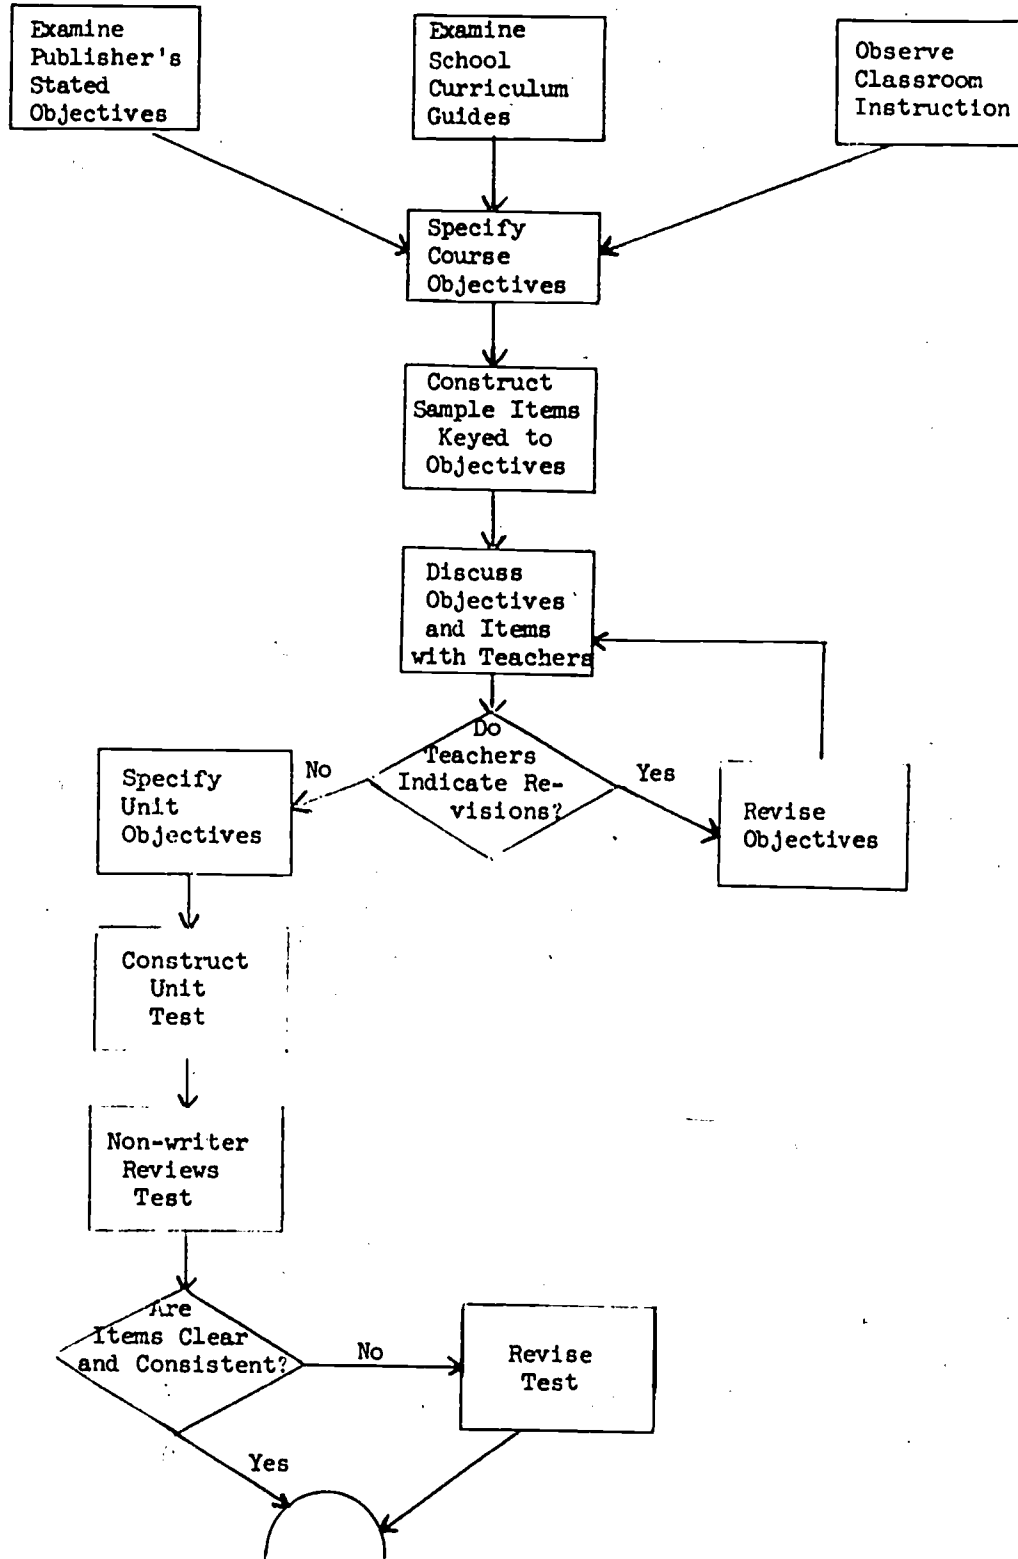 Examine
Publisher's
Stated
Objectives
Examine
School
Curriculum
Guides
Observe
Classroom
Instruction
Specify
Course
Objectives
Construct
Sample Items
Keyed to
Objectives
Discuss
Objectives
and Items
with Teachers
Do
Teachers
Indicate Re-
visions?
No
Yes
Specify
Unit
Objectives
Revise
Objectives
Construct
Unit
Test
Non-writer
Reviews
Test
Are
Items Clear
and Consistent?
No
Revise
Test
Yes